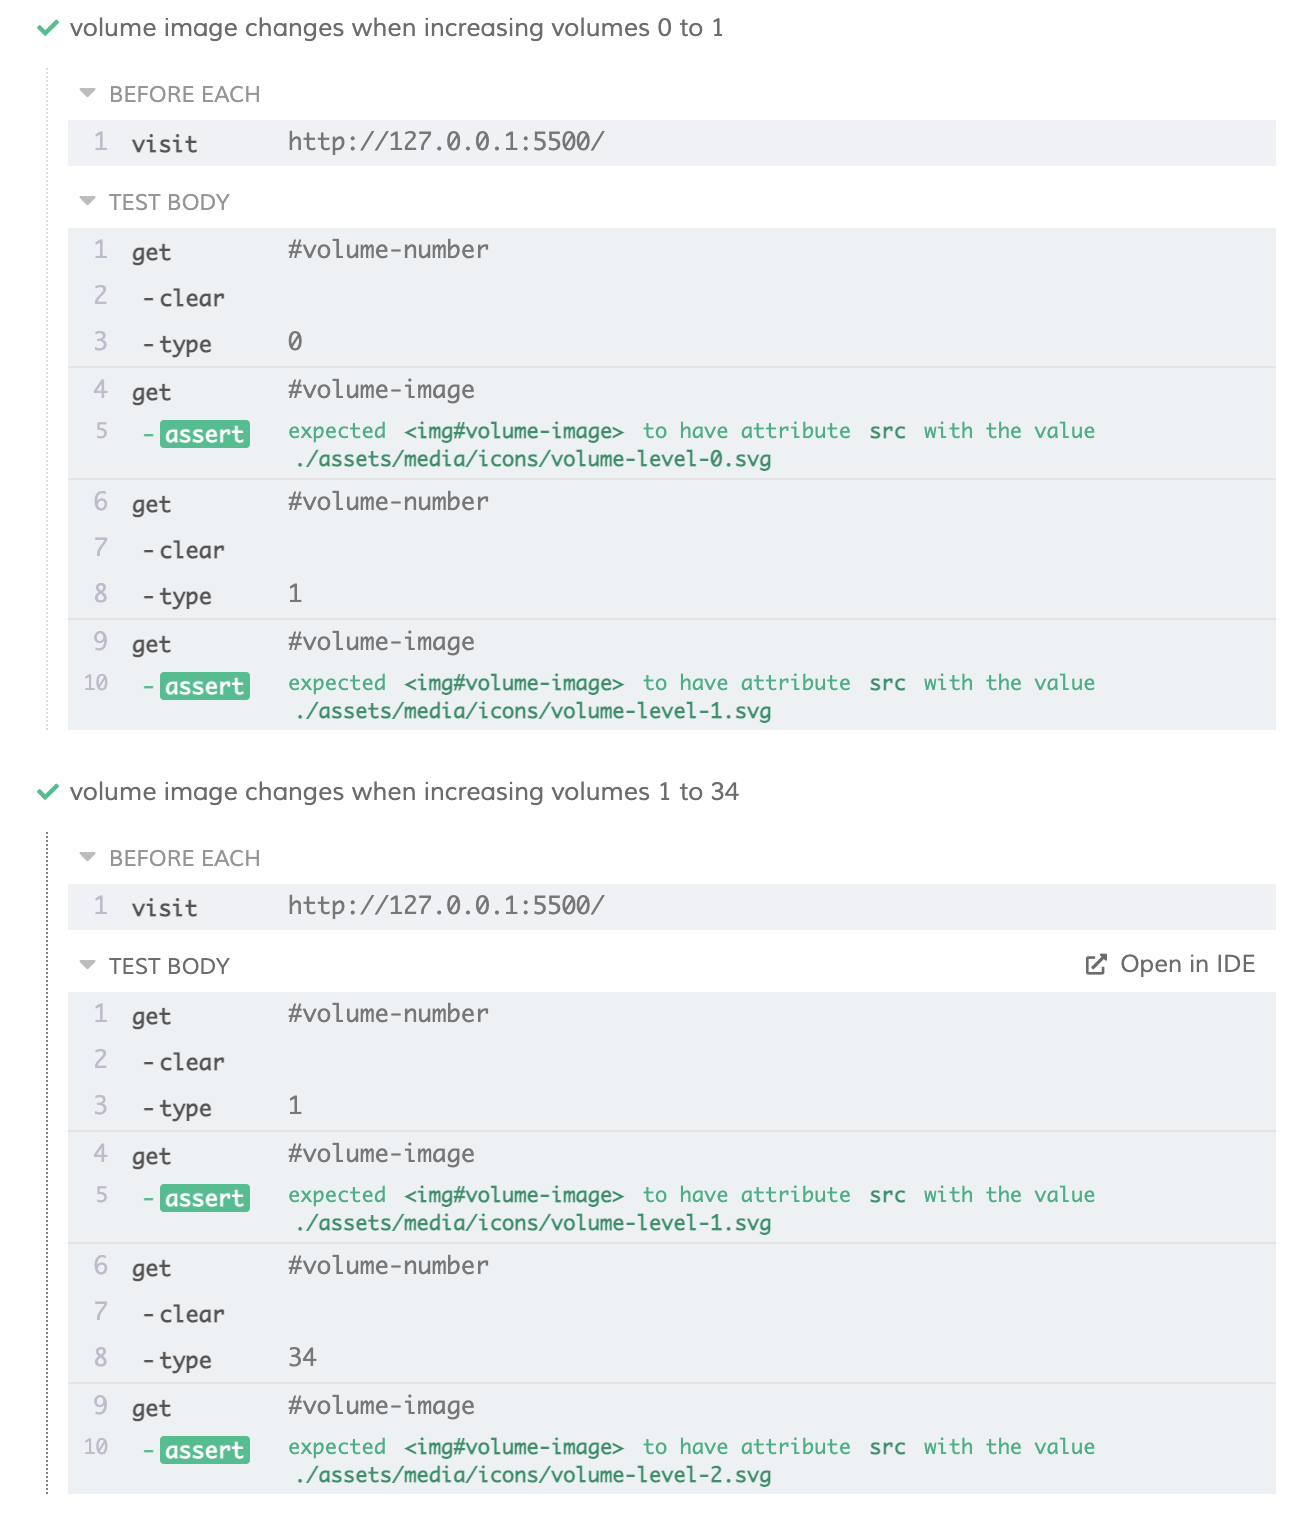 volume image changes when increasing volumes 0 to 1
BEFORE EACH
1 visit http://127.0.0.1:5500/
TEST BODY
1 get #volume-number
2 -clear
3 -type 0
4 get #volume-image
5 -assert expected <img#volume-image> to have attribute src with the value
./assets/media/icons/volume-level-0.svg
6 get #volume-number
7 -clear
8 -type 1
9 get #volume-image
10 -assert expected <img#volume-image> to have attribute src with the value
./assets/media/icons/volume-level-1.svg
volume image changes when increasing volumes 1 to 34
BEFORE EACH
1 visit http://127.0.0.1:5500/
TEST BODY Open in IDE
1 get #volume-number
2 -clear
3 -type 1
4 get #volume-image
5 -assert expected <img#volume-image> to have attribute src with the value
./assets/media/icons/volume-level-1.svg
6 get #volume-number
7 -clear
8 -type 34
9 get #volume-image
10 -assert expected <img#volume-image> to have attribute src with the value
./assets/media/icons/volume-level-2.svg